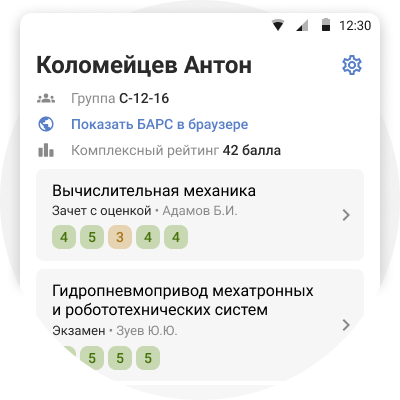 12:30
Коломейцев Антон
Группа С-12-16
Показать БАРС в браузере
Комплексный рейтинг 42 балла
Вычислительная механика
Зачет с оценкой • Адамов Б.И.
4 5 3 4 4
Гидропневмопривод мехатронных
и робототехнических систем
Экзамен • Зуев Ю.Ю.
5 5 5